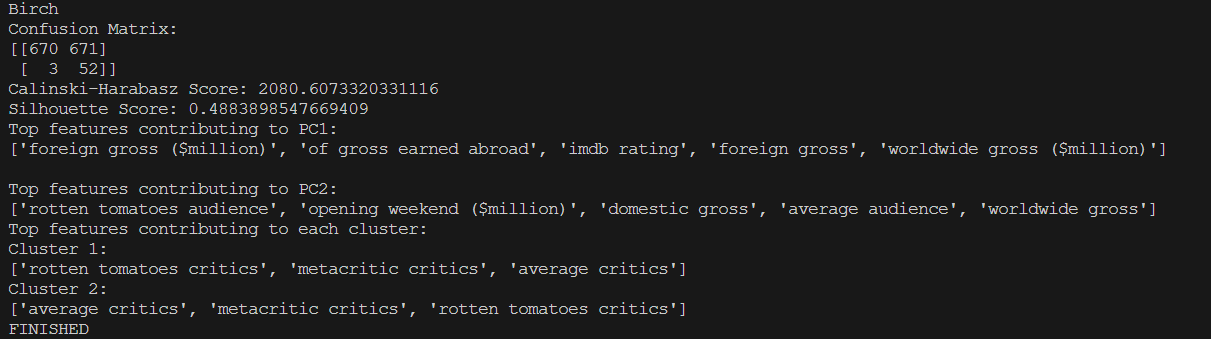 Birch
Confusion Matrix:
[[670 671]
 [  3  52]]
Calinski-Harabasz Score: 2080.6073320331116
Silhouette Score: 0.4883898547669409
Top features contributing to PC1:
['foreign gross ($million)', 'of gross earned abroad', 'imdb rating', 'foreign gross', 'worldwide gross ($million)']
Top features contributing to PC2:
['rotten tomatoes audience', 'opening weekend ($million)', 'domestic gross', 'average audience', 'worldwide gross']
Top features contributing to each cluster:
Cluster 1:
['rotten tomatoes critics', 'metacritic critics', 'average critics']
Cluster 2:
['average critics', 'metacritic critics', 'rotten tomatoes critics']
FINISHED